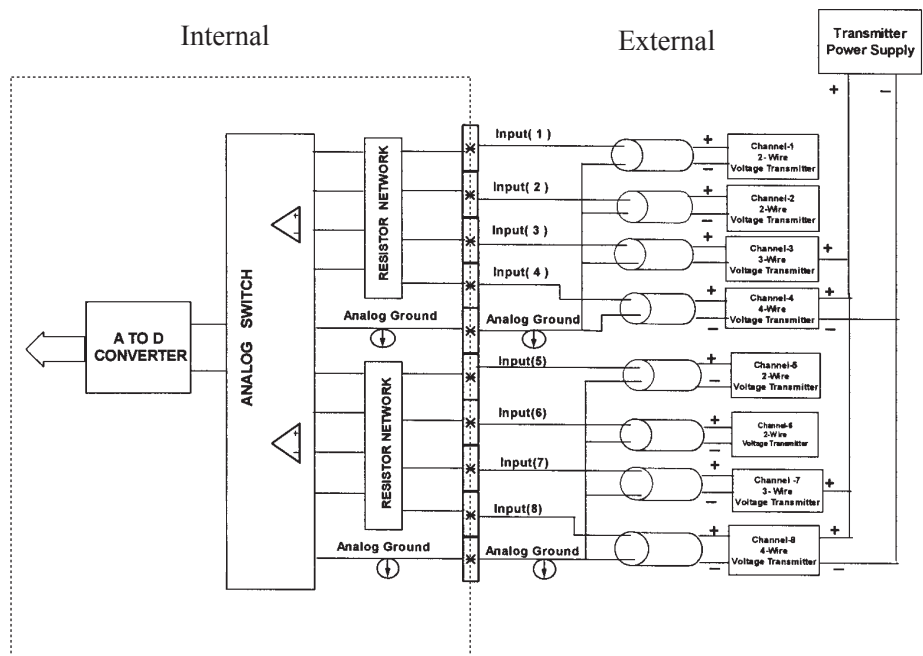 Internal
External
Transmitter
Power Supply
+
−
ANALOG SWITCH
RESISTOR NETWORK
Input( 1 )
+
−
Channel-1
2- Wire
Voltage Transmitter
Input( 2 )
+
−
Channel-2
2-Wire
Voltage Transmitter
Input( 3 )
+
−
Channel-3
3-Wire
Voltage Transmitter
+
Input( 4 )
+
−
Channel-4
4-Wire
Voltage Transmitter
+
−
Analog Ground
Analog Ground
A TO D
CONVERTER
RESISTOR NETWORK
Input(5)
+
−
Channel-5
2-Wire
Voltage Transmitter
Input(6)
+
−
Channel-6
2-Wire
Voltage Transmitter
Input(7)
+
−
Channel -7
3- Wire
Voltage Transmitter
+
Input(8)
+
−
Channel-8
4-Wire
Voltage Transmitter
+
−
Analog Ground
Analog Ground